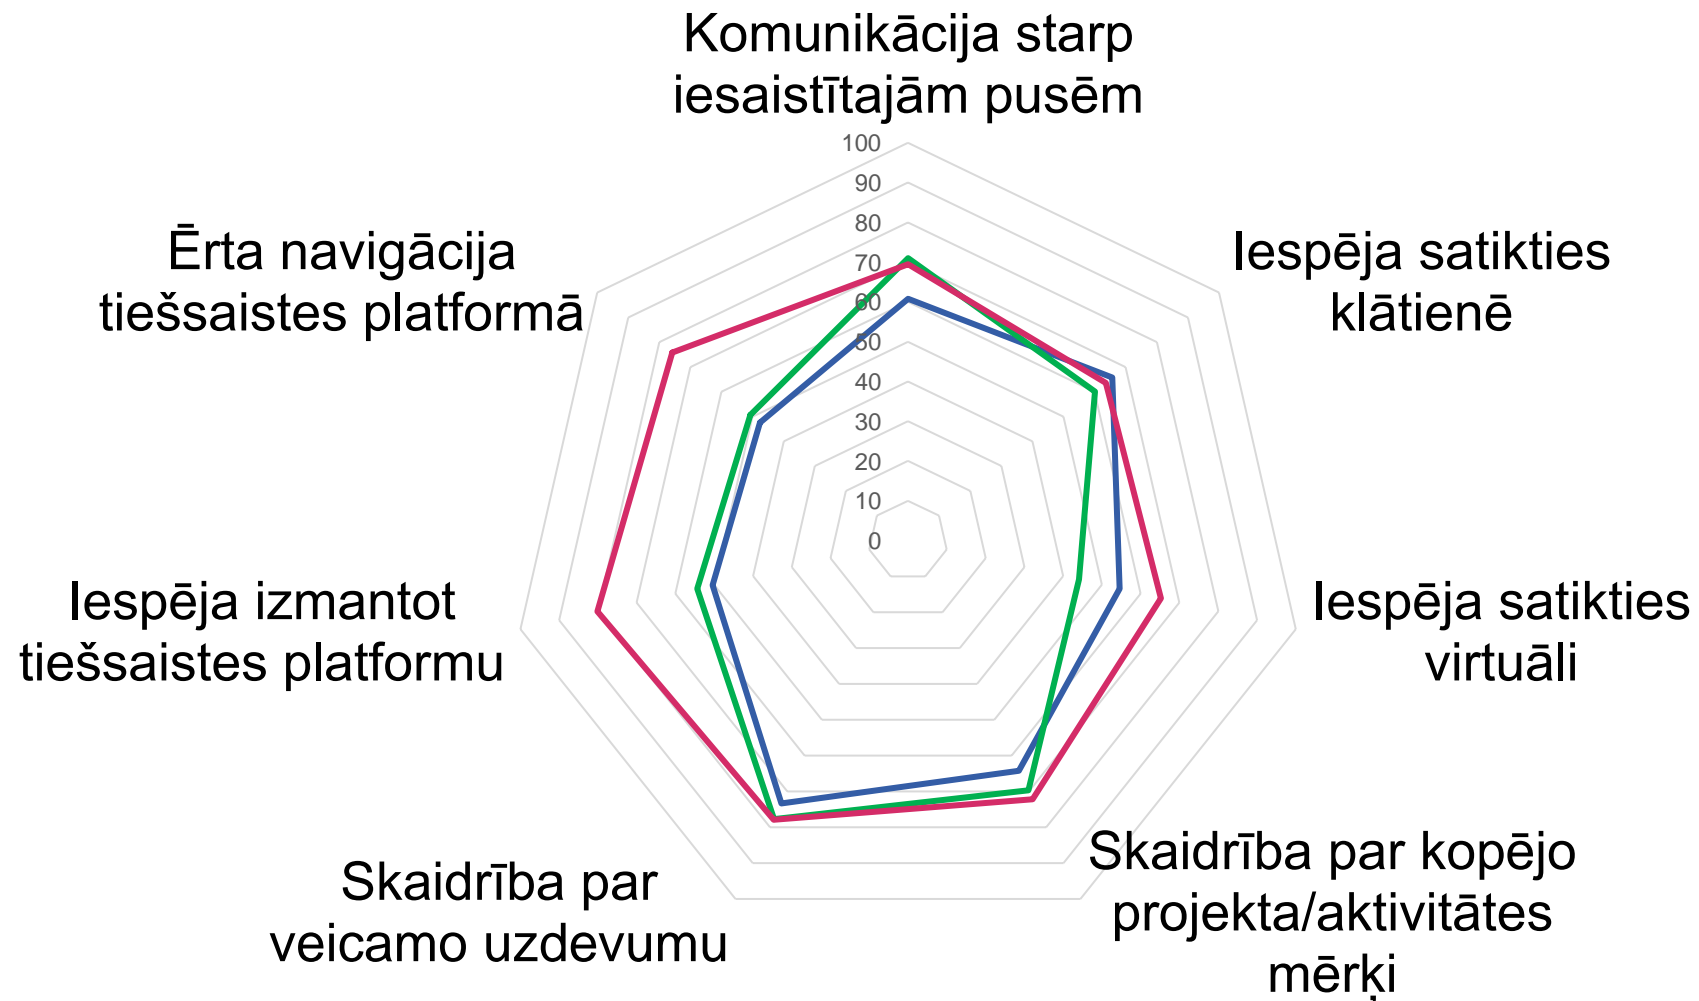 Komunikācija starp
iesaistītajām pusēm
100
90
80
70
60
50
40
30
20
10
0
Iespēja satikties
klātienē
Iespēja satikties
virtuāli
Skaidrība par kopējo
projekta/aktivitātes
mērķi
Skaidrība par
veicamo uzdevumu
Iespēja izmantot
tiešsaistes platformu
Ērta navigācija
tiešsaistes platformā